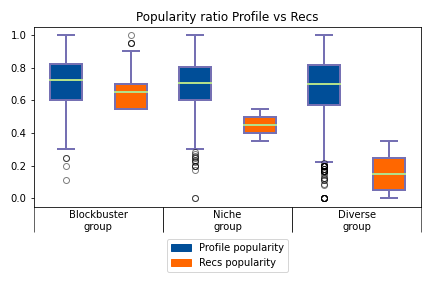 Popularity ratio Profile vs Recs
1.0
0.8
0.6
0.4
0.2
0.0
Blockbuster
group
Niche
group
Diverse
group
Profile popularity
Recs popularity